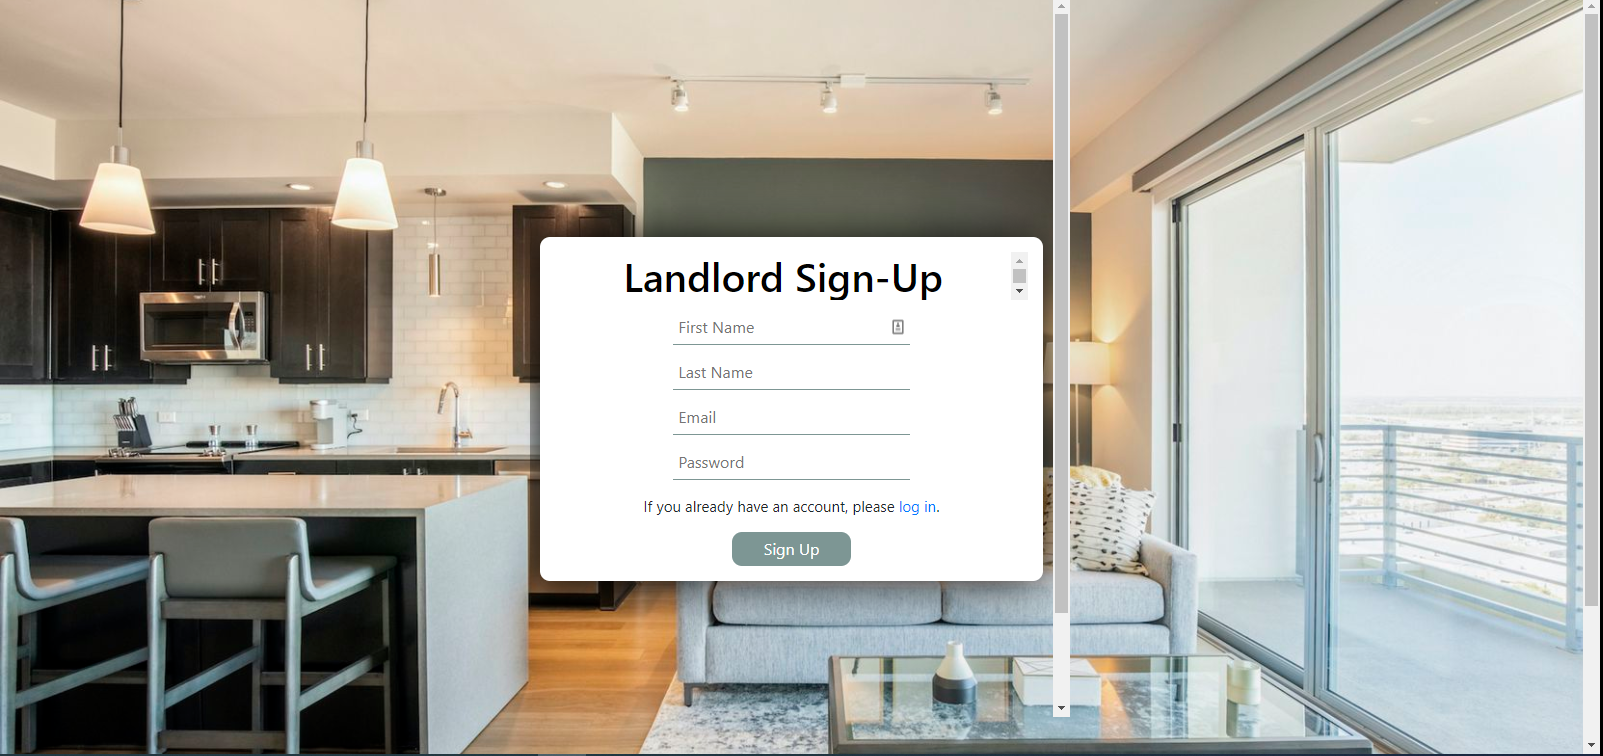 Landlord Sign-Up
First Name
Last Name
Email
Password
If you already have an account, please log in.
Sign Up